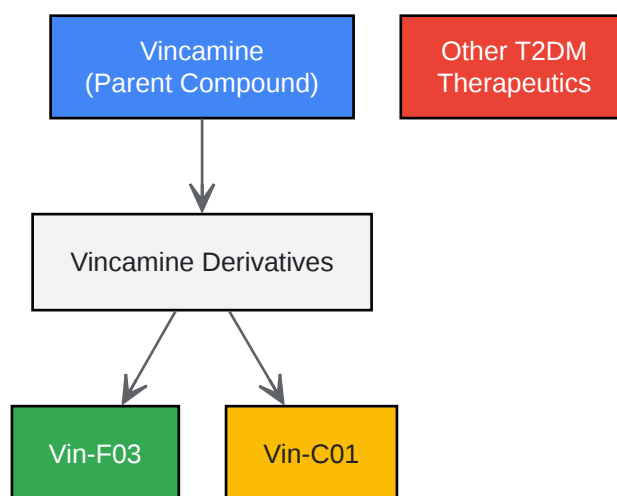 Vincamine
(Parent Compound)
Other T2DM
Therapeutics
Vincamine Derivatives
Vin-F03
Vin-C01